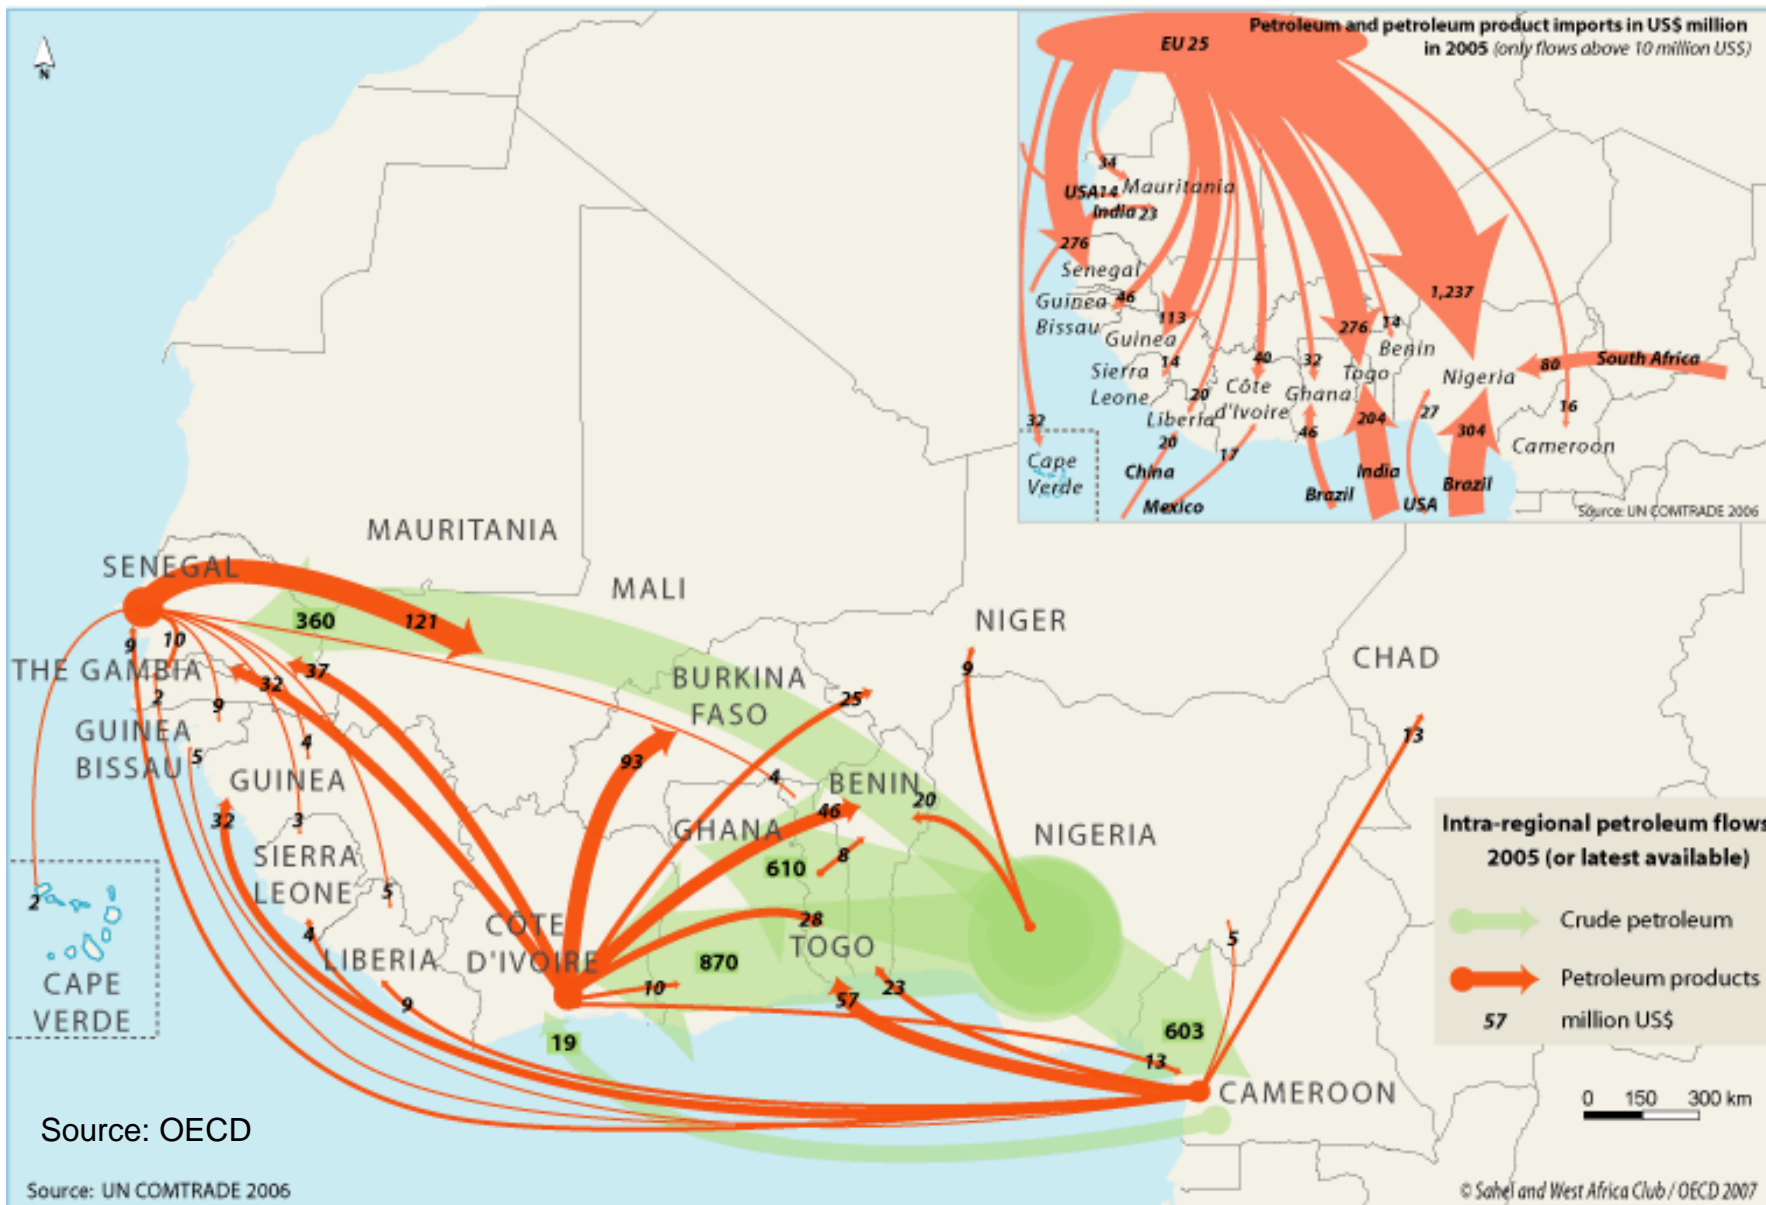 N
EU 25
Petroleum and petroleum product imports in US$ million
in 2005 (only flows above 10 million US$)
34
USA 14
Mauritania
India 23
276
Senegal
46
Guinea
Bissau
113
Guinea
1,237
276
14
Benin
14
Sierra
Leone
40
32
Togo
Nigeria
80
South Africa
20
Côte
d'Ivoire
Ghana
Liberia
204
27
304
16
32
20
17
46
Cameroon
Cape
Verde
China
Mexico
Brazil
India
USA
Brazil
Source: UN COMTRADE 2006
MAURITANIA
SENEGAL
MALI
360
121
NIGER
9
10
9
CHAD
THE GAMBIA
37
32
BURKINA
FASO
25
2
9
GUINEA
BISSAU
5
4
93
13
GUINEA
4
BENIN
20
46
32
3
GHANA
NIGERIA
SIERRA
LEONE
610
8
5
2
CÔTE
D'IVOIRE
28
TOGO
4
LIBERIA
870
5
CAPE
VERDE
9
10
57
23
19
603
13
CAMEROON
Intra-regional petroleum flows
2005 (or latest available)
Crude petroleum
Petroleum products
57 million US$
0 150 300 km
Source: OECD
Source: UN COMTRADE 2006
© Sahel and West Africa Club / OECD 2007